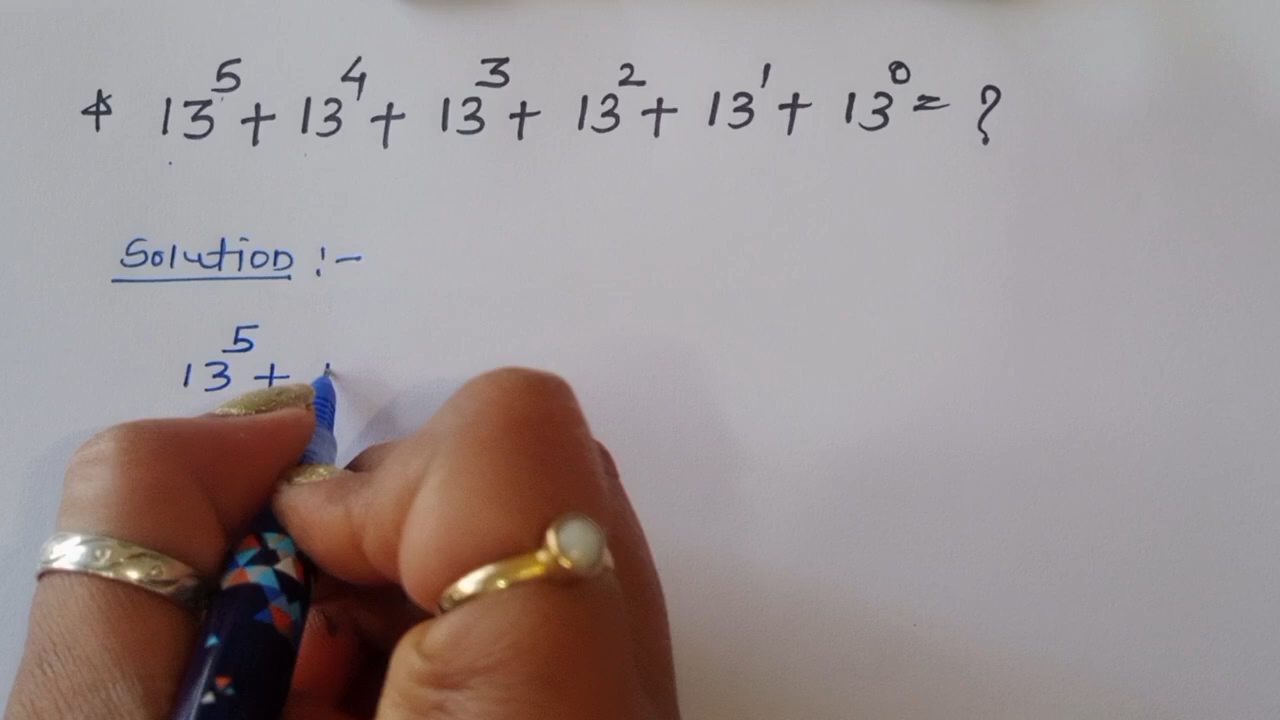 * 13⁵ + 13⁴ + 13³ + 13² + 13¹ + 13⁰ = ?
Solution :-
13⁵ +